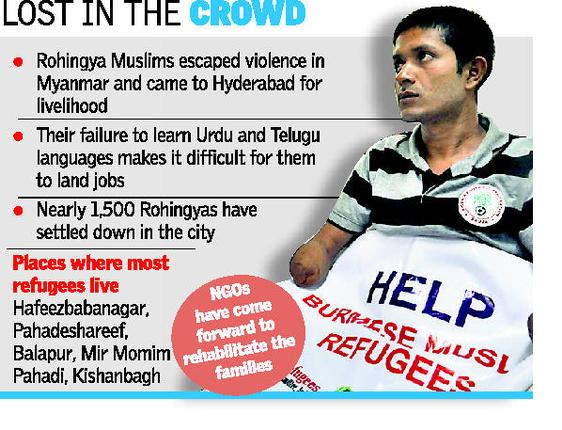 LOST IN THE CROWD
Rohingya Muslims escaped violence in
Myanmar and came to Hyderabad for
livelihood
Their failure to learn Urdu and Telugu
languages makes it difficult for them
to land jobs
Nearly 1,500 Rohingyas have
settled down in the city
Places where most
refugees live
Hafeezbabanagar,
Pahadeshareef,
Balapur, Mir Momim
Pahadi, Kishanbagh
NGOs
have come
forward to
rehabilitate the
families
HELP
BURMESE MUSL
REFUGEES